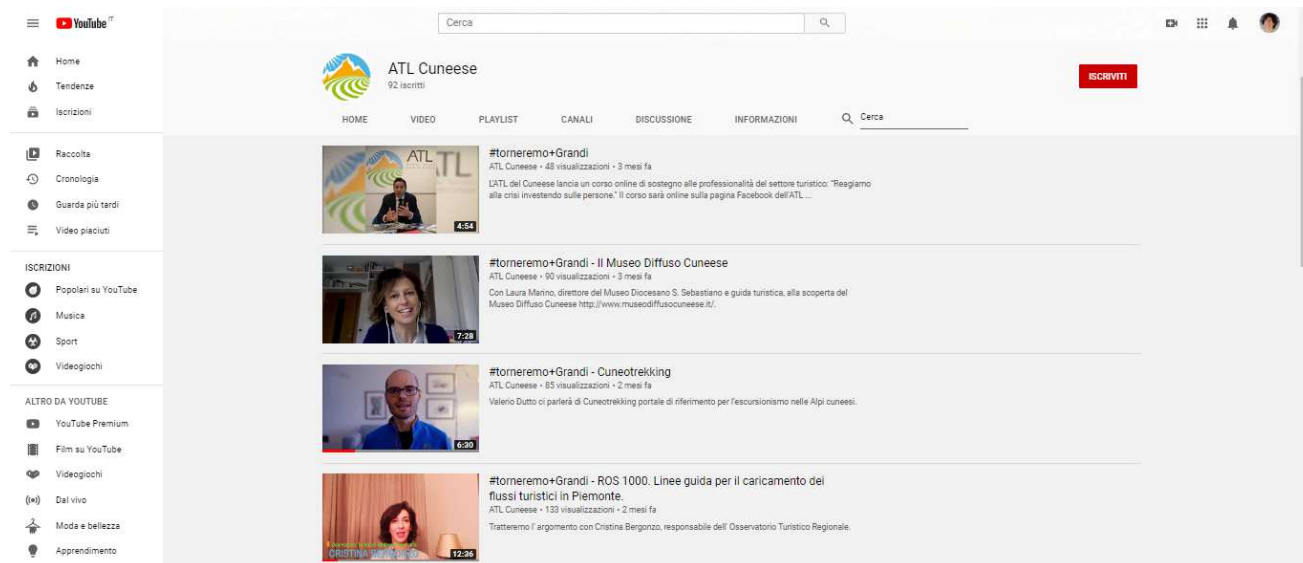 YouTube IT
Cerca
Home
Tendenze
Iscrizioni
Raccolta
Cronologia
Guarda più tardi
Video piaciuti
ISCRIZIONI
Popolari su YouTube
Musica
Sport
Videogiochi
ALTRO DA YOUTUBE
YouTube Premium
Film su YouTube
Videogiochi
Dal vivo
Moda e bellezza
Apprendimento
ATL Cuneese
92 iscritti
ISCRIVITI
HOME VIDEO PLAYLIST CANALI DISCUSSIONE INFORMAZIONI Cerca
ATL
4:54
#torneremo+Grandi
ATL Cuneese • 48 visualizzazioni • 3 mesi fa
L'ATL del Cuneese lancia un corso online di sostegno alle professionalità del settore turistico: "Reagiamo
alla crisi investendo sulle persone." Il corso sarà online sulla pagina Facebook dell'ATL ...
7:28
#torneremo+Grandi - Il Museo Diffuso Cuneese
ATL Cuneese • 90 visualizzazioni • 3 mesi fa
Con Laura Marino, direttore del Museo Diocesano S. Sebastiano e guida turistica, alla scoperta del
Museo Diffuso Cuneese http://www.museodiffusocuneese.it/.
6:30
#torneremo+Grandi - Cuneotrekking
ATL Cuneese • 85 visualizzazioni • 2 mesi fa
Valerio Dutto ci parlerà di Cuneotrekking portale di riferimento per l'escursionismo nelle Alpi cuneesi.
CRISTINA BERGONZO
12:36
#torneremo+Grandi - ROS 1000. Linee guida per il caricamento dei
flussi turistici in Piemonte.
ATL Cuneese • 133 visualizzazioni • 2 mesi fa
Tratteremo l' argomento con Cristina Bergonzo, responsabile dell' Osservatorio Turistico Regionale.